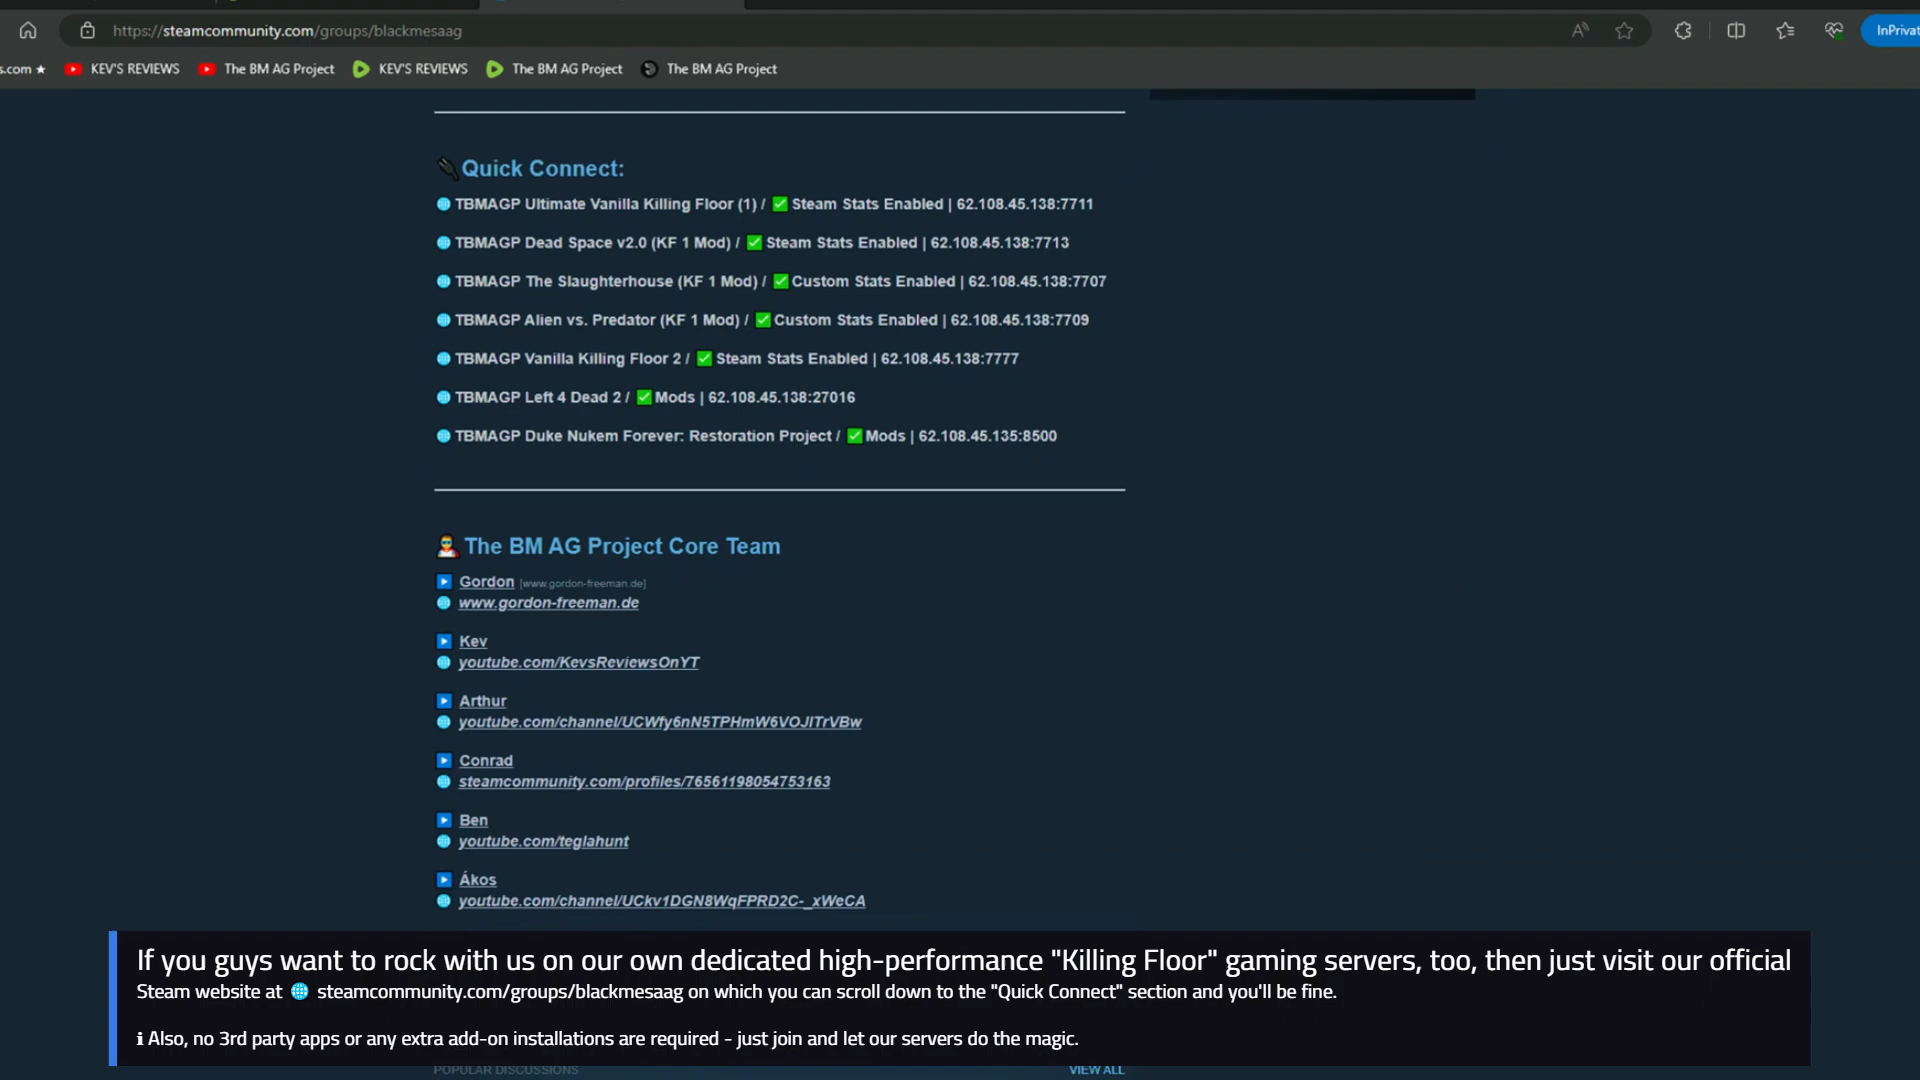 https://steamcommunity.com/groups/blackmesaag
InPrivat
s.com ★ KEV'S REVIEWS The BM AG Project KEV'S REVIEWS The BM AG Project The BM AG Project
Quick Connect:
TBMAGP Ultimate Vanilla Killing Floor (1) / ✅ Steam Stats Enabled | 62.108.45.138:7711
TBMAGP Dead Space v2.0 (KF 1 Mod) / ✅ Steam Stats Enabled | 62.108.45.138:7713
TBMAGP The Slaughterhouse (KF 1 Mod) / ✅ Custom Stats Enabled | 62.108.45.138:7707
TBMAGP Alien vs. Predator (KF 1 Mod) / ✅ Custom Stats Enabled | 62.108.45.138:7709
TBMAGP Vanilla Killing Floor 2 / ✅ Steam Stats Enabled | 62.108.45.138:7777
TBMAGP Left 4 Dead 2 / ✅ Mods | 62.108.45.138:27016
TBMAGP Duke Nukem Forever: Restoration Project / ✅ Mods | 62.108.45.135:8500
The BM AG Project Core Team
Gordon [www.gordon-freeman.de]
www.gordon-freeman.de
Kev
youtube.com/KevsReviewsOnYT
Arthur
youtube.com/channel/UCWfy6nN5TPHmW6VOJlTrVBw
Conrad
steamcommunity.com/profiles/76561198054753163
Ben
youtube.com/teglahunt
Ákos
youtube.com/channel/UCkv1DGN8WqFPRD2C-_xWeCA
If you guys want to rock with us on our own dedicated high-performance "Killing Floor" gaming servers, too, then just visit our official
Steam website at 🌐 steamcommunity.com/groups/blackmesaag on which you can scroll down to the "Quick Connect" section and you'll be fine.
ℹ Also, no 3rd party apps or any extra add-on installations are required - just join and let our servers do the magic.
POPULAR DISCUSSIONS VIEW ALL